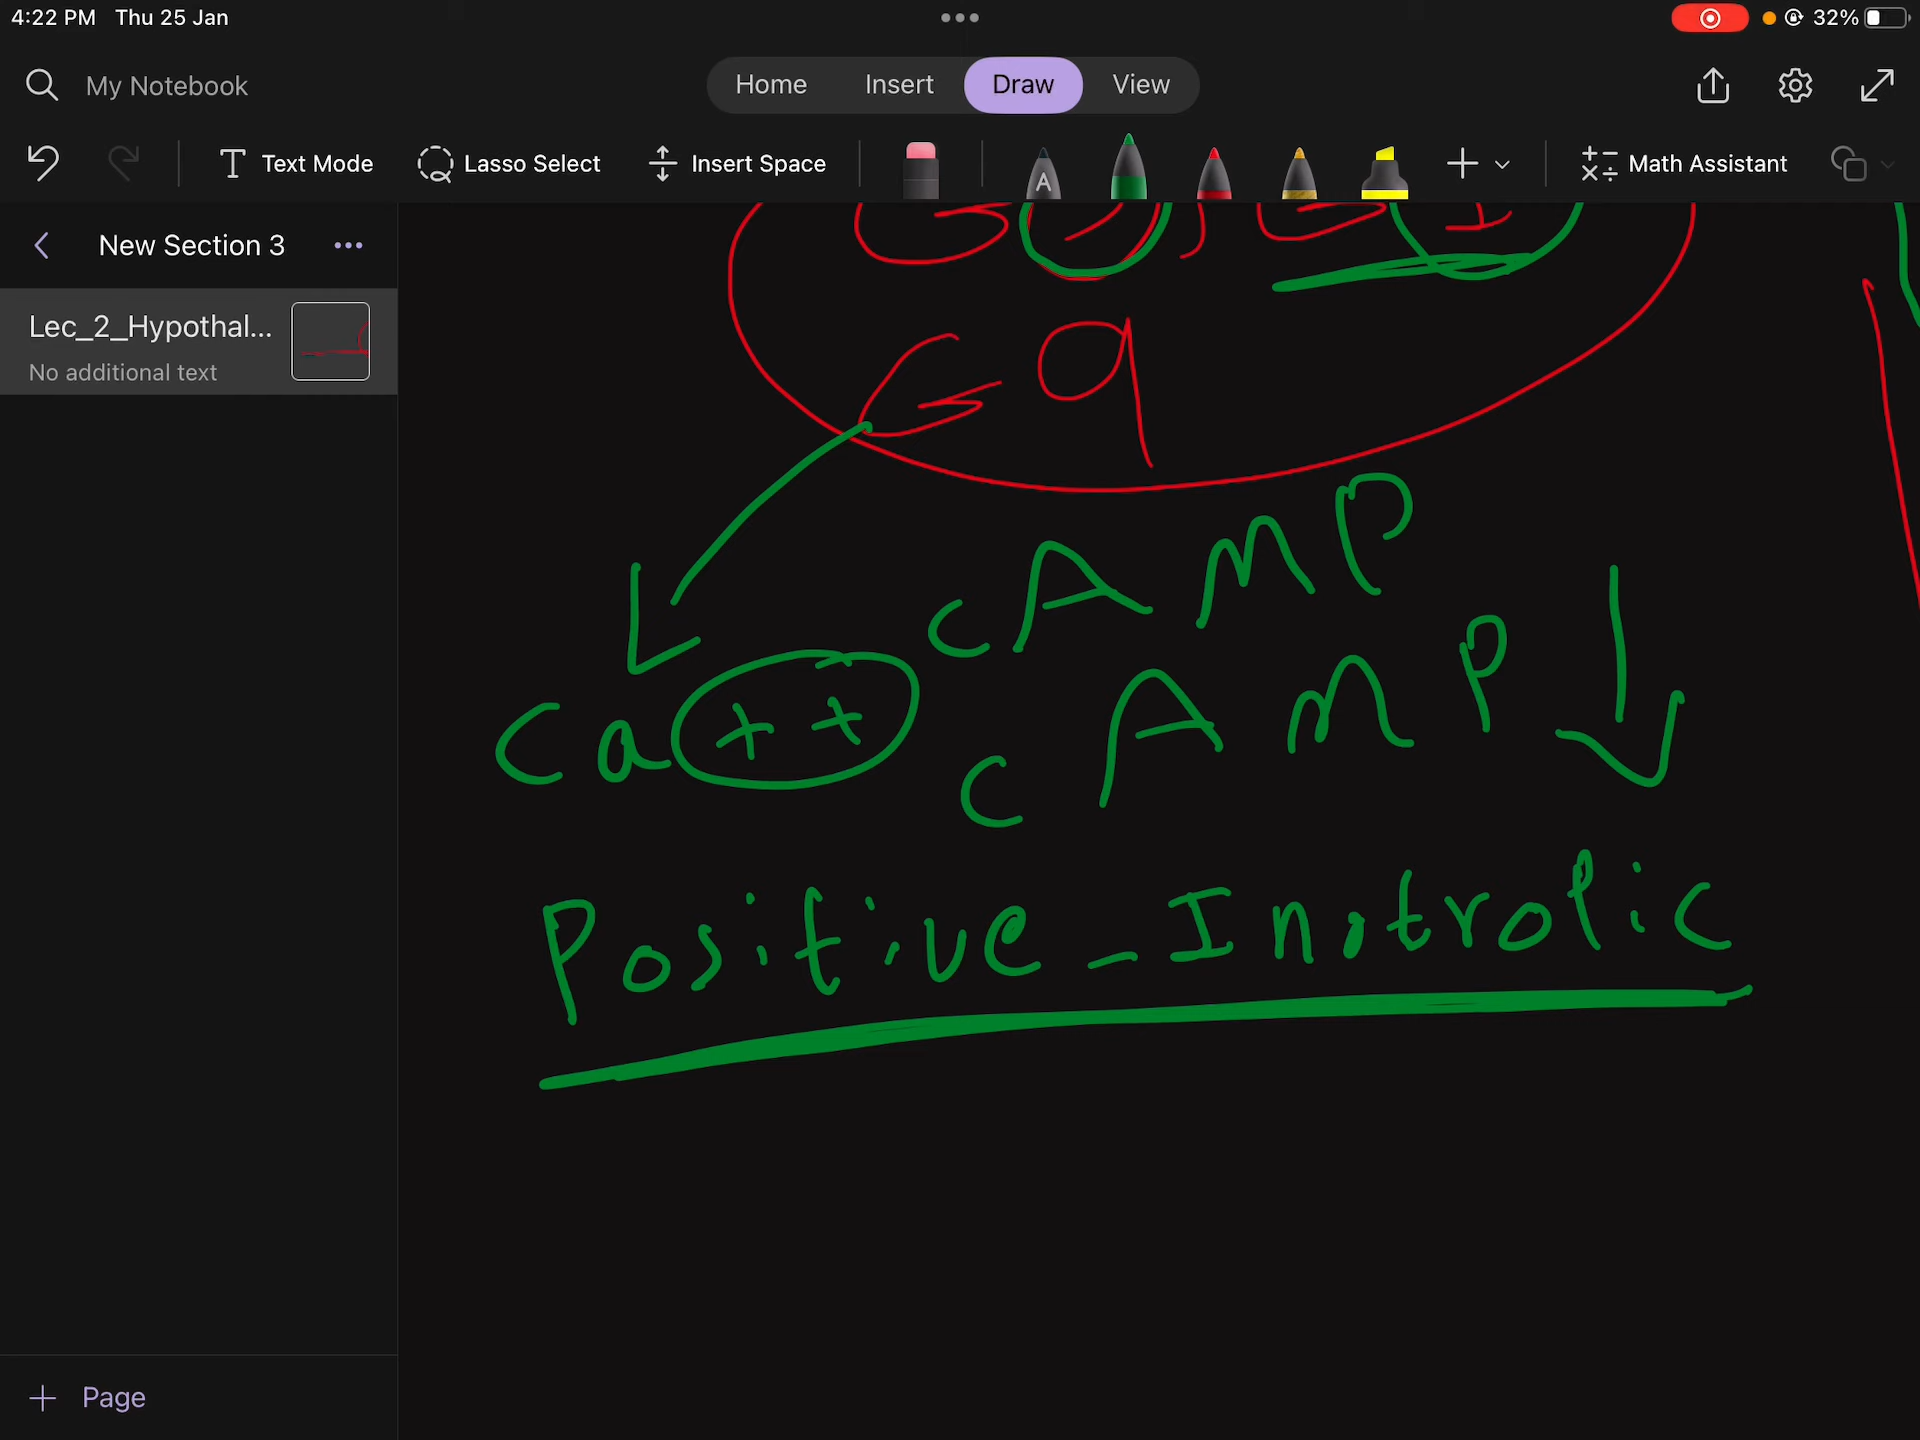 4:22 PM Thu 25 Jan
32%
My Notebook
Home Insert Draw View
Text Mode Lasso Select Insert Space A Math Assistant
New Section 3
Lec_2_Hypothal...
No additional text
Gq
cAMP
Ca++
cAMP
Positive_Inotrolic
Page